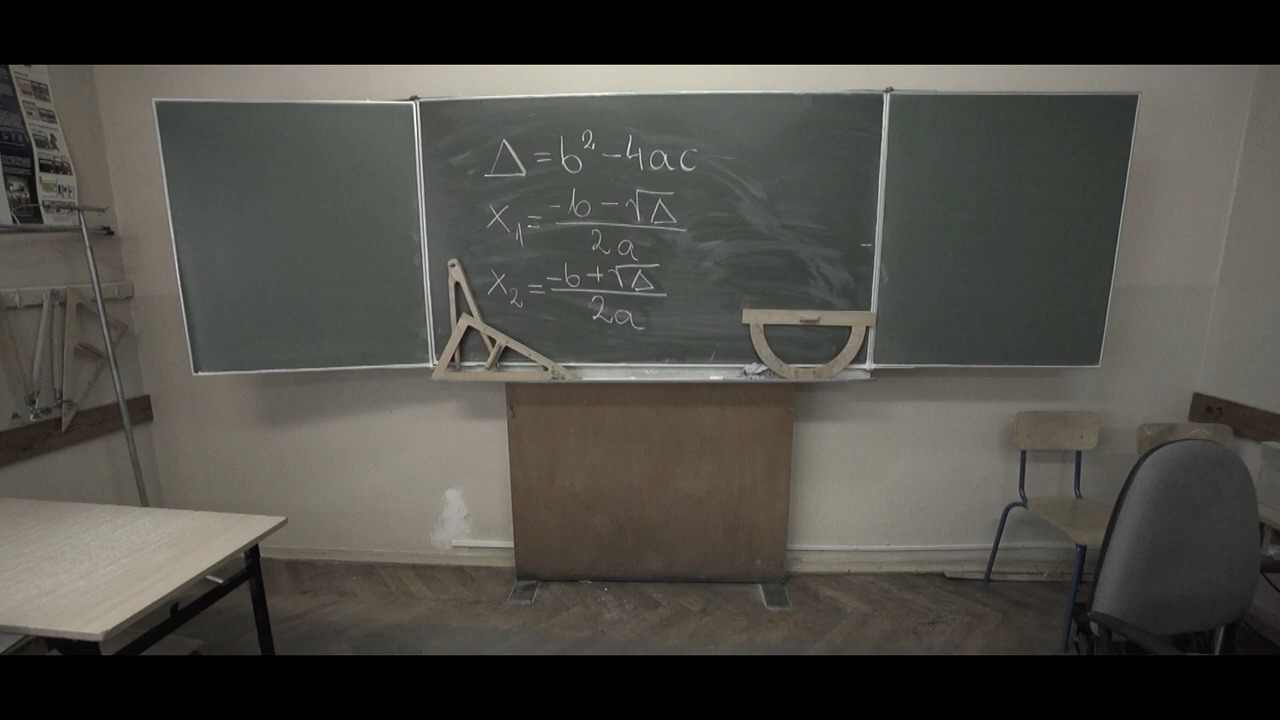 Δ = b² - 4ac
x₁ = (-b - √Δ) / 2a
x₂ = (-b + √Δ) / 2a